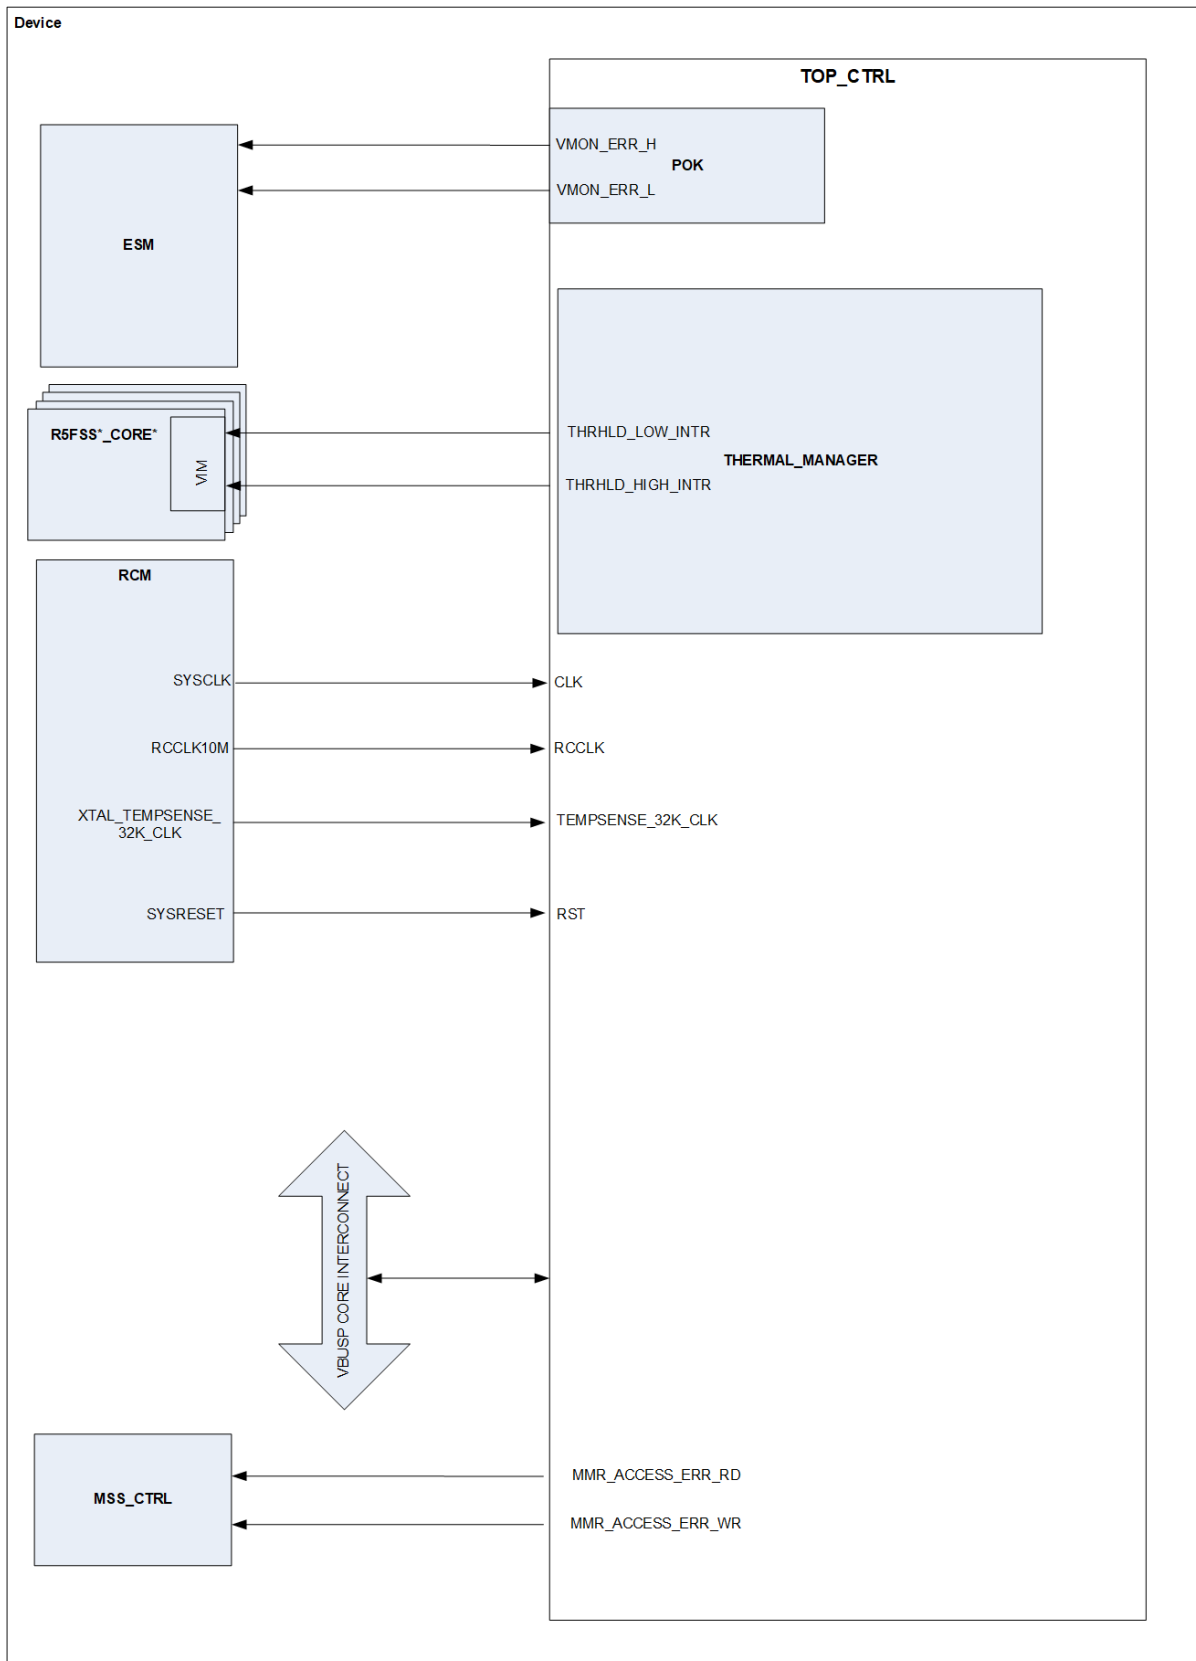 Device
TOP_CTRL
VMON_ERR_H
POK
VMON_ERR_L
ESM
THRHLD_LOW_INTR
R5FSS*_CORE*
VIM
THERMAL_MANAGER
THRHLD_HIGH_INTR
RCM
SYSCLK
CLK
RCCLK10M
RCCLK
XTAL_TEMPSENSE_
32K_CLK
TEMPSENSE_32K_CLK
SYSRESET
RST
VBUSP CORE INTERCONNECT
MMR_ACCESS_ERR_RD
MSS_CTRL
MMR_ACCESS_ERR_WR